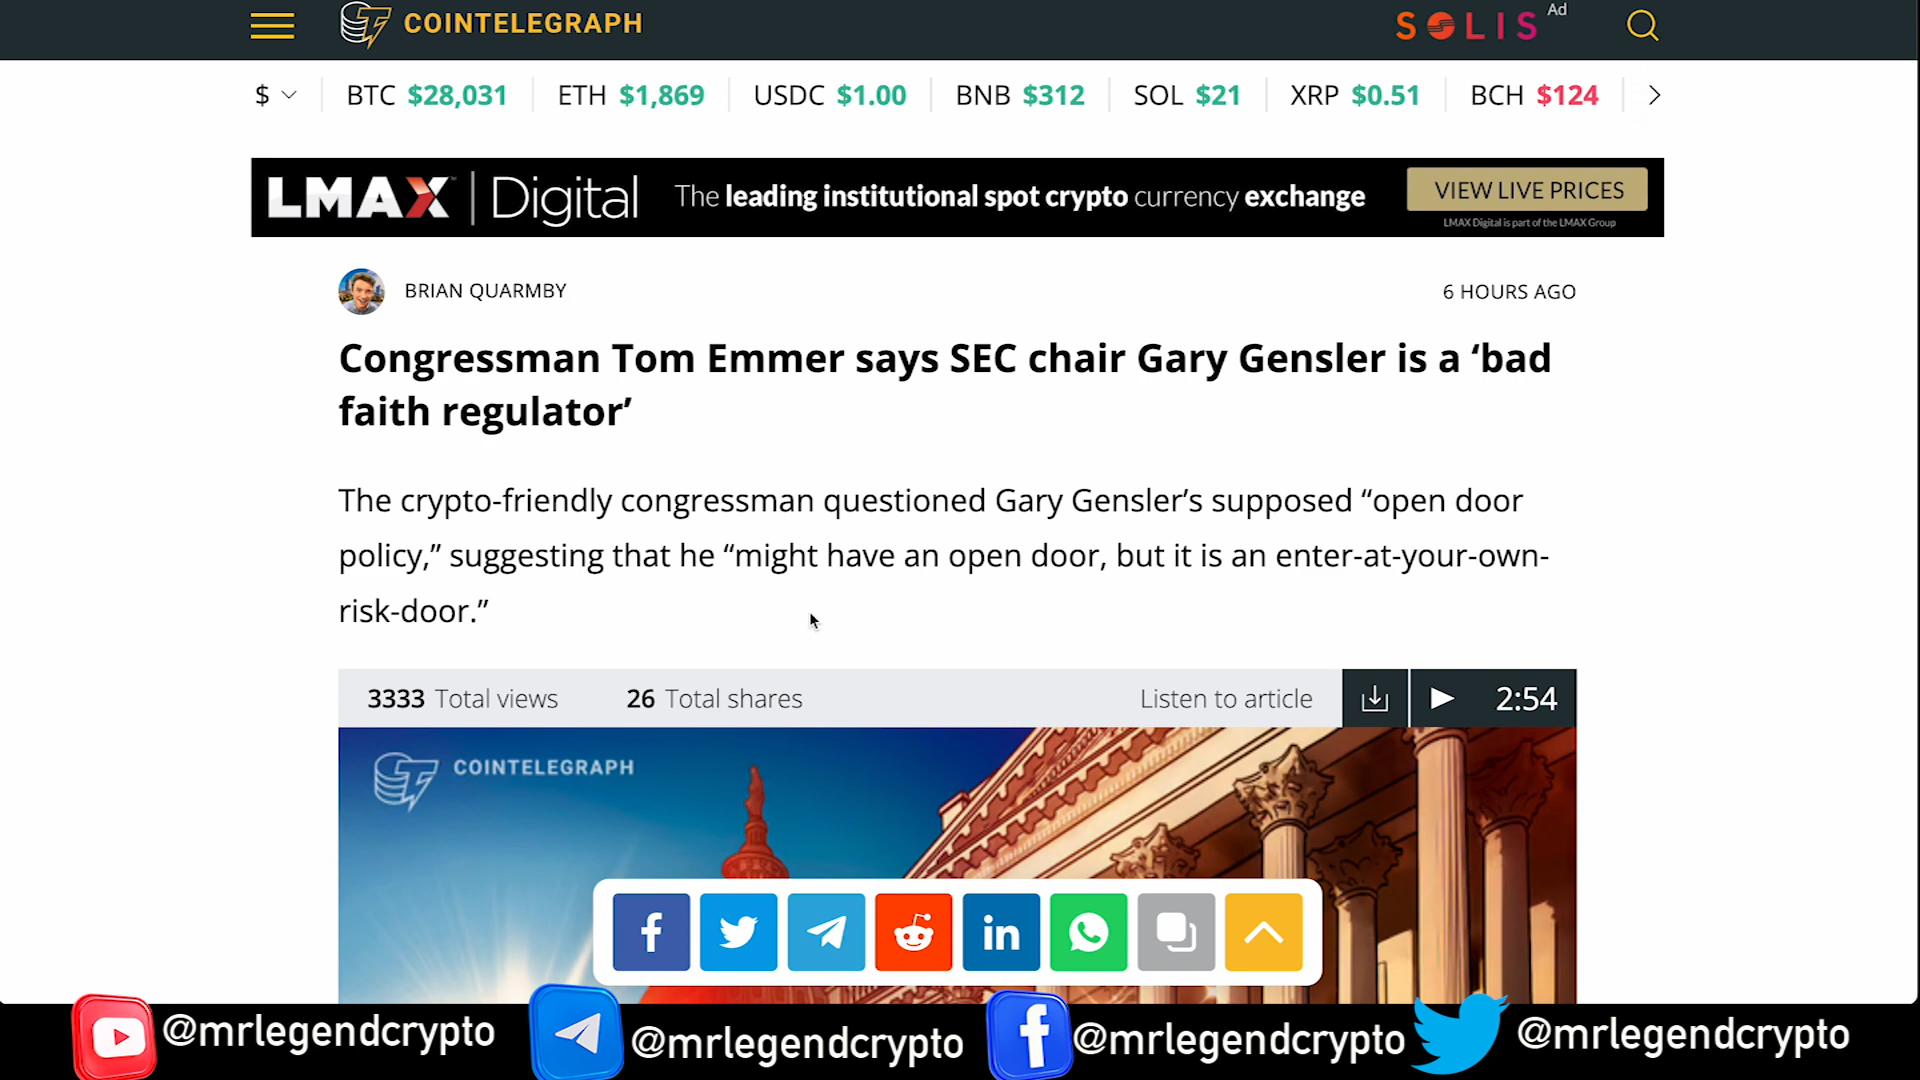 COINTELEGRAPH
SOLIS Ad
$ BTC $28,031 ETH $1,869 USDC $1.00 BNB $312 SOL $21 XRP $0.51 BCH $124
LMAX Digital The leading institutional spot crypto currency exchange VIEW LIVE PRICES
LMAX Digital is part of the LMAX Group
BRIAN QUARMBY 6 HOURS AGO
Congressman Tom Emmer says SEC chair Gary Gensler is a ‘bad
faith regulator’
The crypto-friendly congressman questioned Gary Gensler’s supposed “open door
policy,” suggesting that he “might have an open door, but it is an enter-at-your-own-
risk-door.”
3333 Total views 26 Total shares Listen to article 2:54
COINTELEGRAPH
@mrlegendcrypto @mrlegendcrypto @mrlegendcrypto @mrlegendcrypto